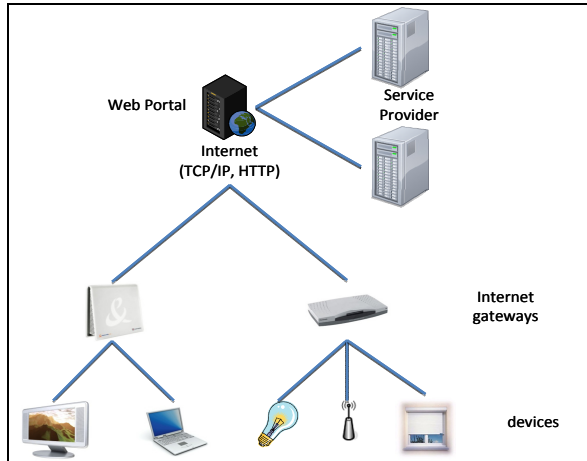 Web Portal
Service
Provider
Internet
(TCP/IP, HTTP)
&
Internet
gateways
devices